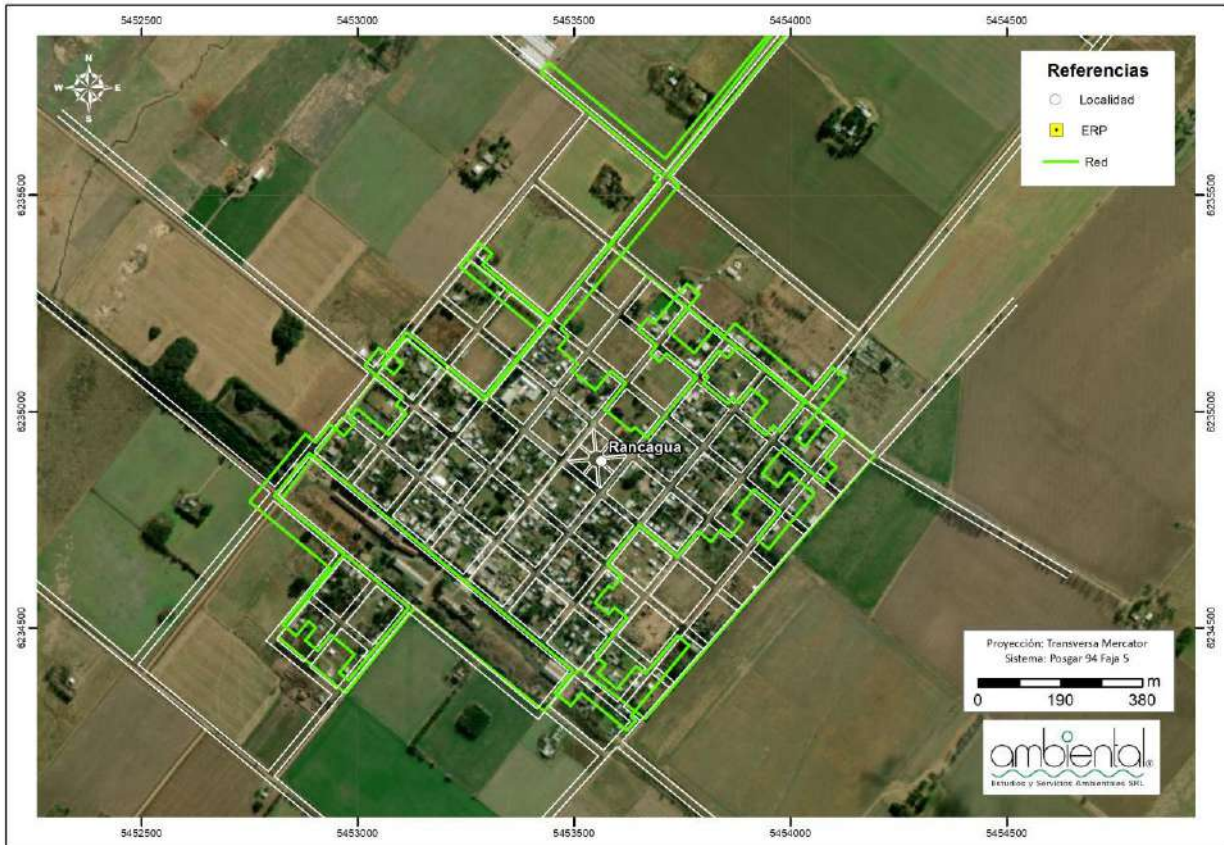 5452500 5453000 5453500 5454000 5454500
N
W E
S
Referencias
Localidad
ERP
Red
6235500 6235500
6235000 6235000
Rancagua
6234500 6234500
Proyección: Transversa Mercator
Sistema: Posgar 94 Faja 5
m
0 190 380
ambiental®
Estudios y Servicios Ambientales SRL
5452500 5453000 5453500 5454000 5454500